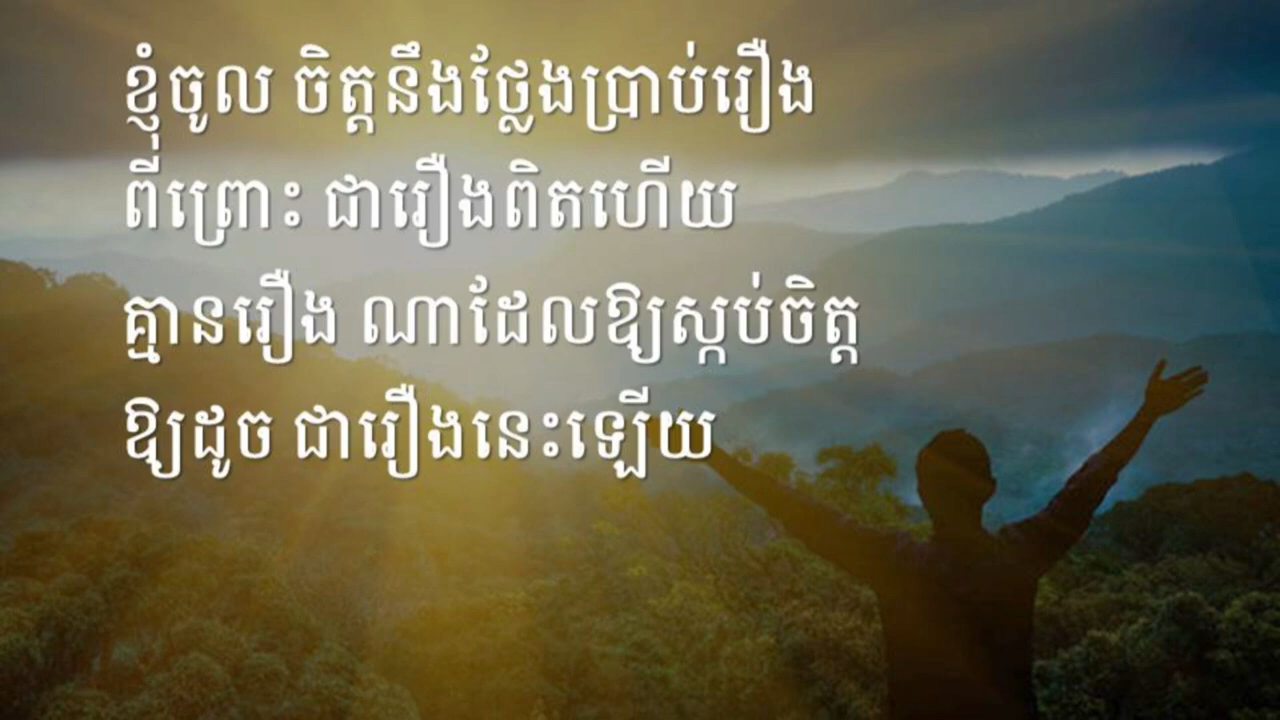 ខ្ញុំចូល ចិត្តនឹងថ្លែងប្រាប់រឿង
ពីព្រោះ ជារឿងពិតហើយ
គ្មានរឿង ណាដែលឱ្យស្កប់ចិត្ត
ឱ្យដូច ជារឿងនេះឡើយ